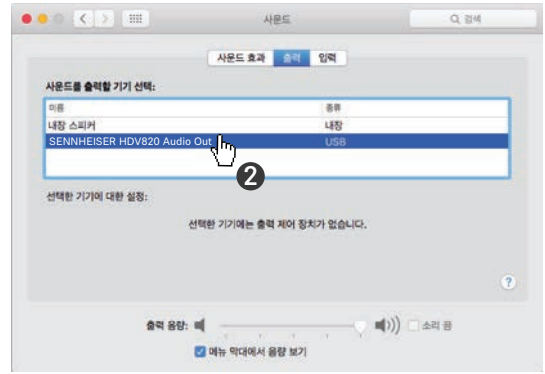 사운드
검색
사운드 효과 출력 입력
사운드를 출력할 기기 선택:
이름 종류
내장 스피커 내장
SENNHEISER HDV820 Audio Out USB
2
선택한 기기에 대한 설정:
선택한 기기에는 출력 제어 장치가 없습니다.
?
출력 음량: 소리 끔
메뉴 막대에서 음량 보기